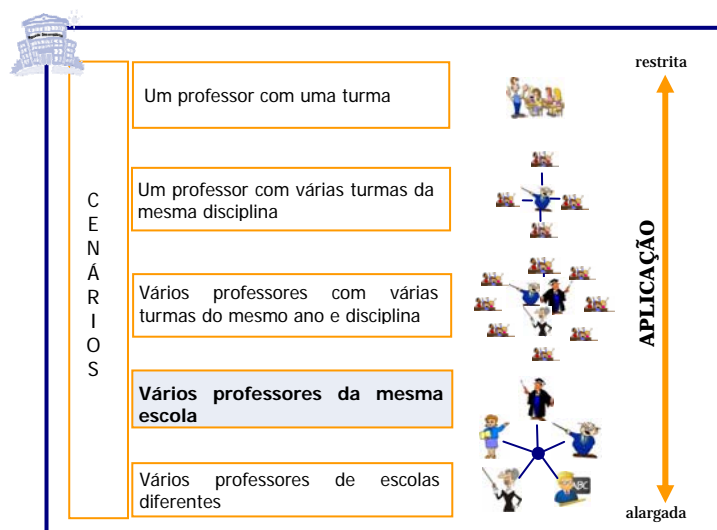 restrita
Um professor com uma turma
Um professor com várias turmas da
mesma disciplina
C
E
N
Á
R
I
O
S
APLICAÇÃO
Vários professores com várias
turmas do mesmo ano e disciplina
Vários professores da mesma
escola
ABC
Vários professores de escolas
diferentes
alargada